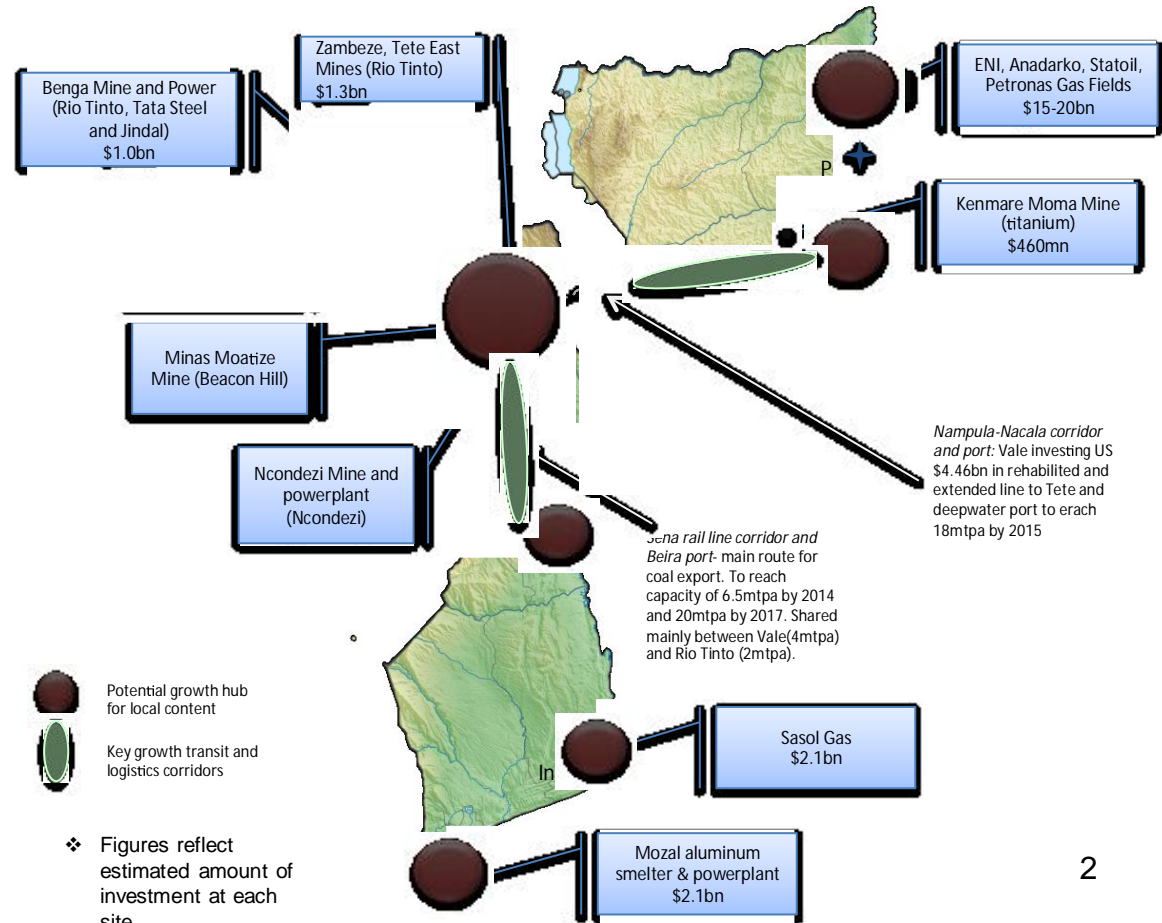 Zambeze, Tete East
Mines (Rio Tinto)
$1.3bn
Benga Mine and Power
(Rio Tinto, Tata Steel
and Jindal)
$1.0bn
ENI, Anadarko, Statoil,
Petronas Gas Fields
$15-20bn
P
Kenmare Moma Mine
(titanium)
$460mn
Minas Moatize
Mine (Beacon Hill)
Ncondezi Mine and
powerplant
(Ncondezi)
Nampula-Nacala corridor
and port: Vale investing US
$4.46bn in rehabilited and
extended line to Tete and
deepwater port to erach
18mtpa by 2015
Sena rail line corridor and
Beira port- main route for
coal export. To reach
capacity of 6.5mtpa by 2014
and 20mtpa by 2017. Shared
mainly between Vale(4mtpa)
and Rio Tinto (2mtpa).
Potential growth hub
for local content
Key growth transit and
logistics corridors
Sasol Gas
$2.1bn
In
❖ Figures reflect
estimated amount of
investment at each
site
Mozal aluminum
smelter & powerplant
$2.1bn
2